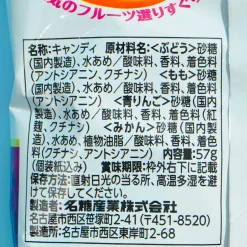 気のフルーツ選りすぐ
名称:キャンディ 原材料名:<ぶどう>砂糖
(国内製造)、水あめ/酸味料、香料、着色料
(アントシアニン、クチナシ) <もも>砂糖(国
内製造)、水あめ/酸味料、香料、着色料
(アントシアニン) <青りんご>砂糖(国内製
造)、水あめ/酸味料、香料、着色料(紅
麹、クチナシ) <みかん>砂糖(国内製造)、
水あめ、植物油脂/酸味料、香料、着色
料(アントシアニン、クチナシ) 内容量:57g
(個装紙込み) 賞味期限:枠外右下に記載
保存方法:直射日光の当る所、高温多湿を避
けて保存してください。
製造者:名糖産業株式会社
名古屋市西区笹塚町2-41(〒451-8520)
名古屋市西区東岸町2-68